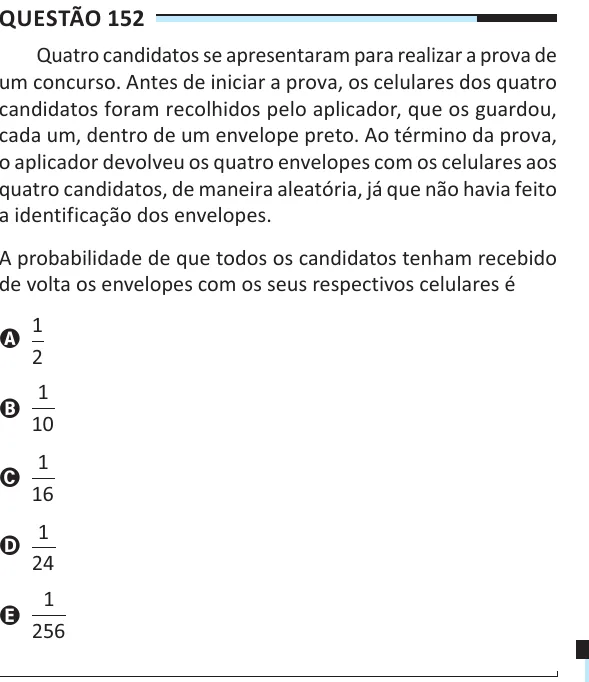 QUESTÃO 152
Quatro candidatos se apresentaram para realizar a prova de
um concurso. Antes de iniciar a prova, os celulares dos quatro
candidatos foram recolhidos pelo aplicador, que os guardou,
cada um, dentro de um envelope preto. Ao término da prova,
o aplicador devolveu os quatro envelopes com os celulares aos
quatro candidatos, de maneira aleatória, já que não havia feito
a identificação dos envelopes.
A probabilidade de que todos os candidatos tenham recebido
de volta os envelopes com os seus respectivos celulares é
A 1/2
B 1/10
C 1/16
D 1/24
E 1/256